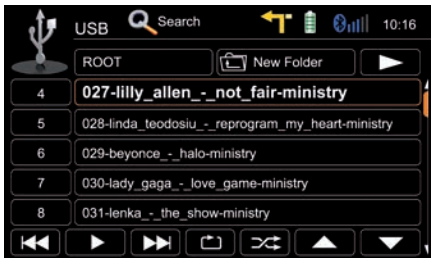 USB Search 10:16
ROOT New Folder
4 027-lilly_allen_-_not_fair-ministry
5 028-linda_teodosiu_-_reprogram_my_heart-ministry
6 029-beyonce_-_halo-ministry
7 030-lady_gaga_-_love_game-ministry
8 031-lenka_-_the_show-ministry